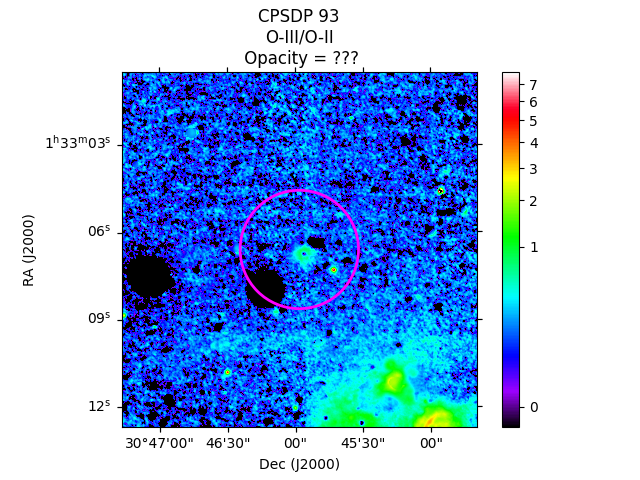 CPSDP 93
O-III/O-II
Opacity = ???
1ʰ33ᵐ03ˢ
06ˢ
09ˢ
12ˢ
RA (J2000)
30°47'00" 46'30" 00" 45'30" 00"
Dec (J2000)
7
6
5
4
3
2
1
0